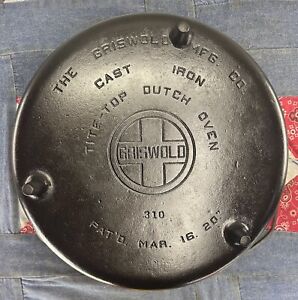 THE GRISWOLD MFG. CO.
CAST IRON
TITE-TOP DUTCH OVEN
GRISWOLD
310
PAT'D MAR. 16. 20"